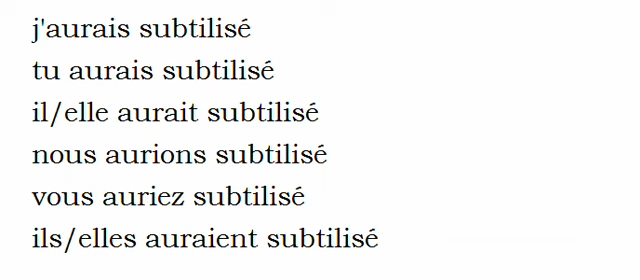 j'aurais subtilisé
tu aurais subtilisé
il/elle aurait subtilisé
nous aurions subtilisé
vous auriez subtilisé
ils/elles auraient subtilisé